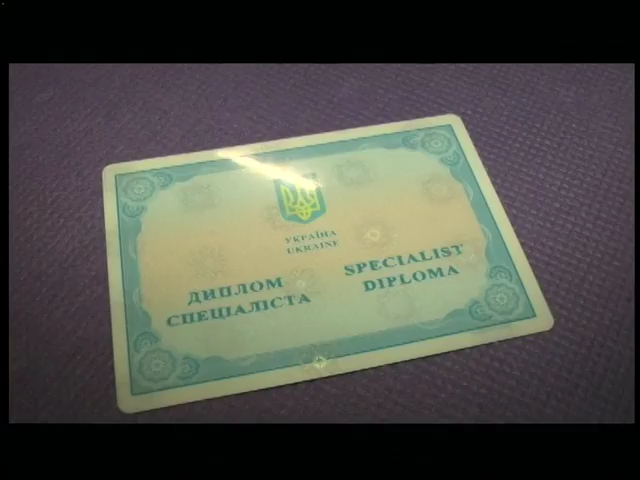 УКРАЇНА
UKRAINE
ДИПЛОМ
СПЕЦІАЛІСТА
SPECIALIST
DIPLOMA